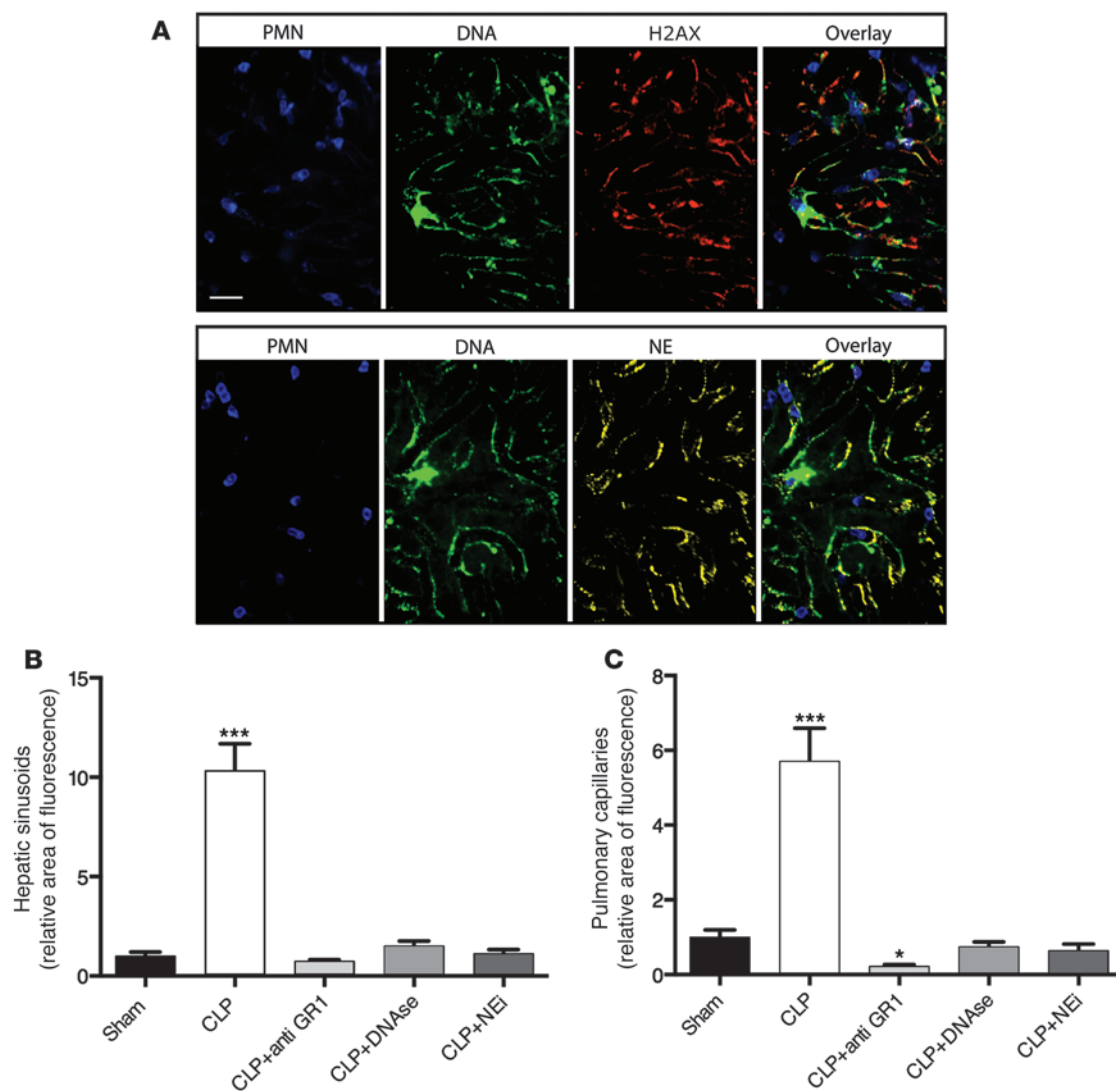 A
PMN DNA H2AX Overlay
PMN DNA NE Overlay
B
Hepatic sinusoids
(relative area of fluorescence)
15
10
5
0
***
Sham
CLP
CLP+anti GR1
CLP+DNAse
CLP+NEi
C
Pulmonary capillaries
(relative area of fluorescence)
8
6
4
2
0
***
*
Sham
CLP
CLP+anti GR1
CLP+DNAse
CLP+NEi